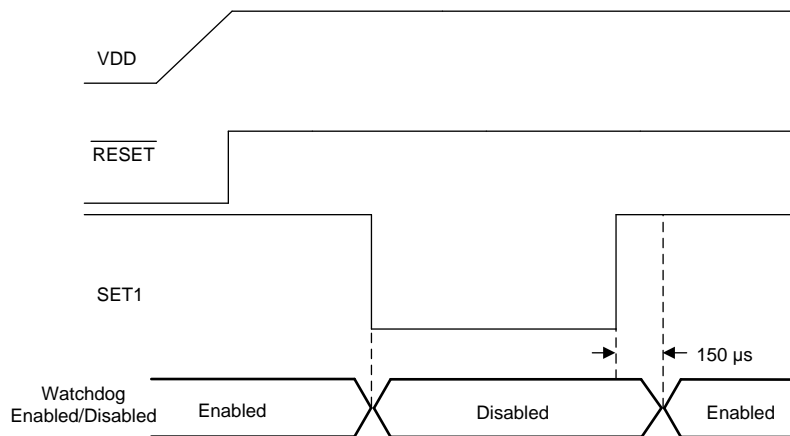 VDD
RESET
SET1
150 µs
Watchdog
Enabled/Disabled
Enabled
Disabled
Enabled